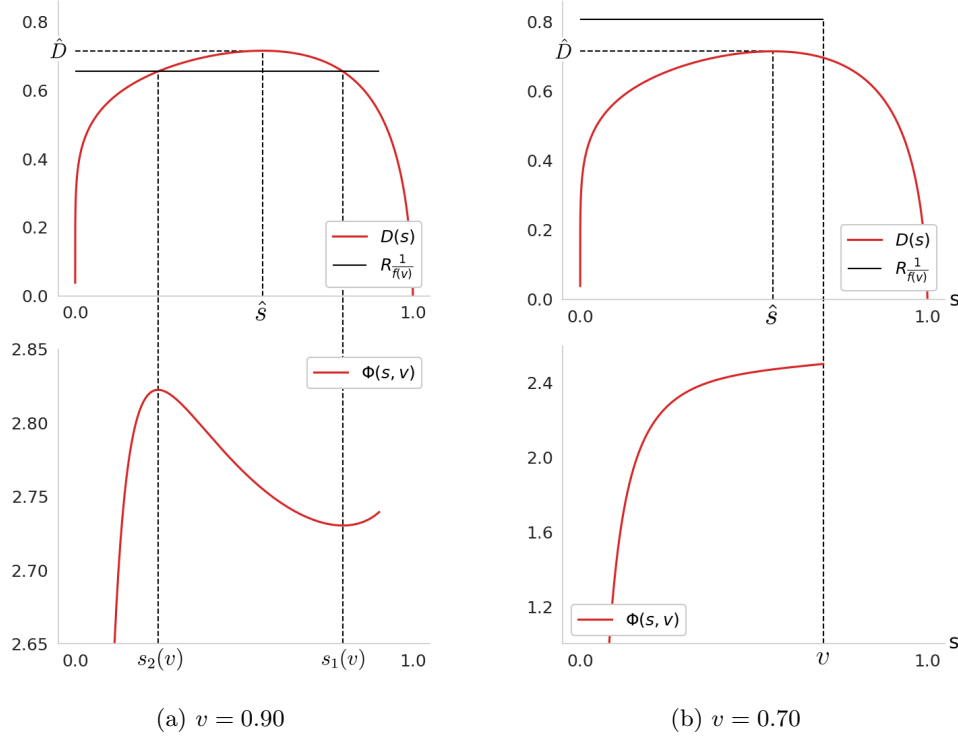 0.8
D̂
0.6
0.4
0.2
0.0
D(s)
R 1/f(v)
0.0
ŝ
1.0
2.85
2.80
2.75
2.70
2.65
Φ(s, v)
0.0
s₂(v)
s₁(v)
1.0
(a) v = 0.90
0.8
D̂
0.6
0.4
0.2
0.0
D(s)
R 1/f(v)
0.0
ŝ
1.0
s
2.4
2.0
1.6
1.2
Φ(s, v)
0.0
v
1.0
s
(b) v = 0.70